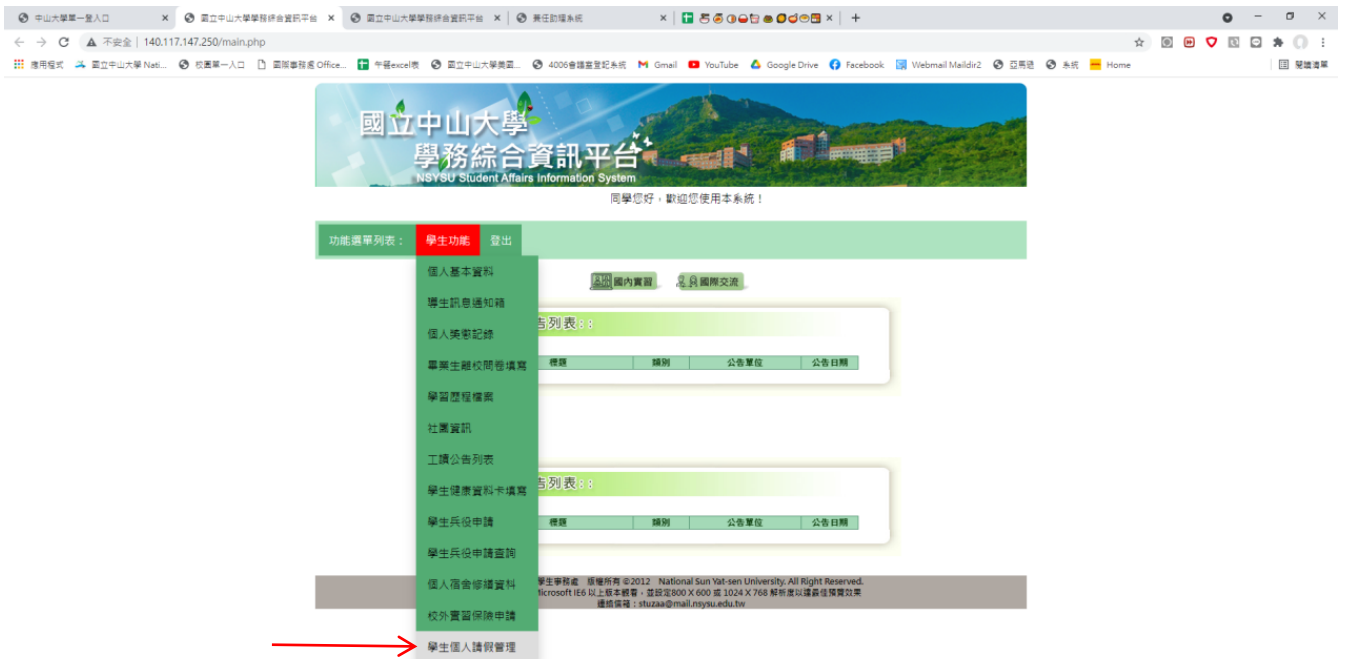 中山大學單一登入口
國立中山大學學務綜合資訊平台
國立中山大學學務綜合資訊平台
兼任助理系統
不安全 | 140.117.147.250/main.php
應用程式
國立中山大學 Nati...
校園單一入口
國際事務處 Office...
午餐excel表
國立中山大學美國...
4006會議室登記系統
Gmail
YouTube
Google Drive
Facebook
Webmail Maildir2
亞馬遜
系統
Home
閱讀清單
國立中山大學
學務綜合資訊平台
NSYSU Student Affairs Information System
同學您好，歡迎您使用本系統！
功能選單列表：
學生功能
登出
個人基本資料
國內實習
國際交流
導生訊息通知箱
告列表：：
個人獎懲記錄
畢業生離校問卷填寫
標題
類別
公告單位
公告日期
學習歷程檔案
社團資訊
工讀公告列表
告列表：：
學生健康資料卡填寫
學生兵役申請
標題
類別
公告單位
公告日期
學生兵役申請查詢
個人宿舍修繕資料
學生事務處 版權所有 ©2012 National Sun Yat-sen University. All Right Reserved.
Microsoft IE6 以上版本觀看，並設定800 X 600 或 1024 X 768 解析度以達最佳預覽效果
連絡信箱：stuzaa@mail.nsysu.edu.tw
校外實習保險申請
學生個人請假管理